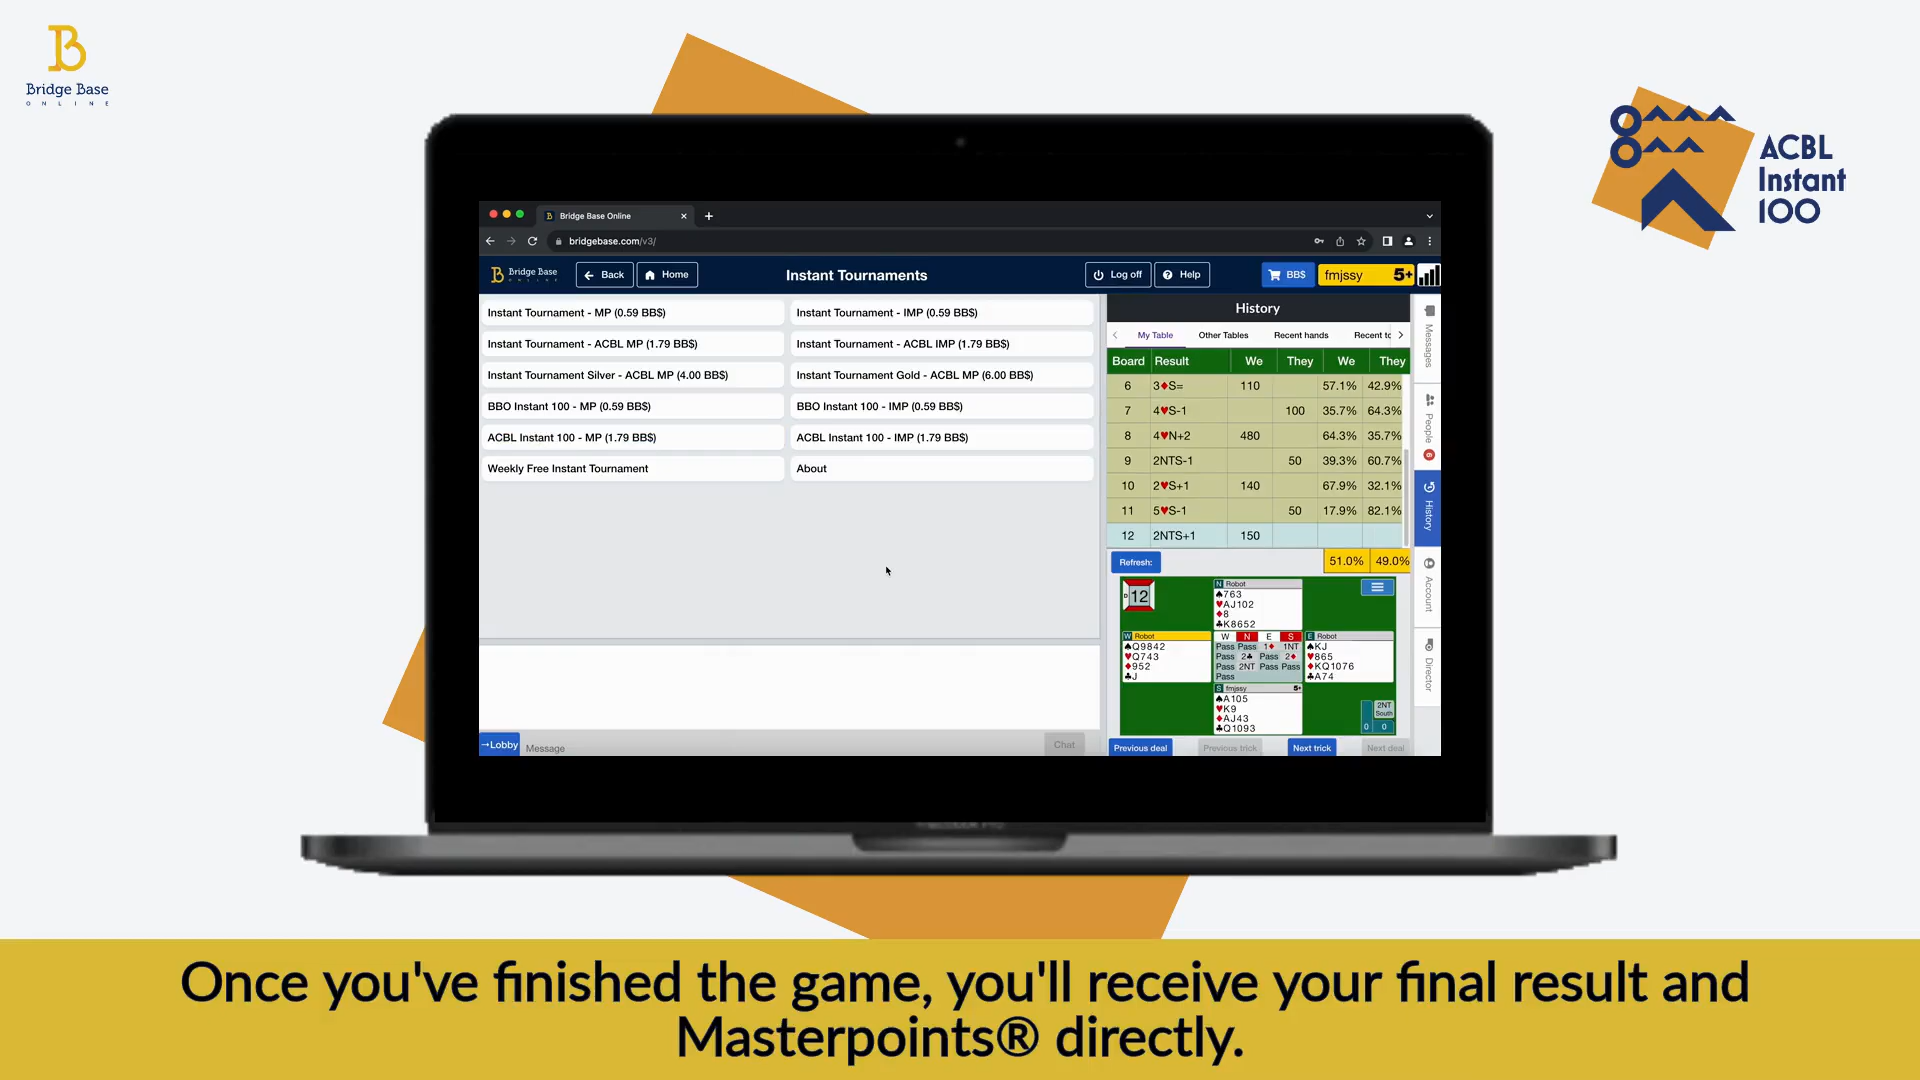 Bridge Base
ONLINE
ACBL
Instant
100
Bridge Base Online
bridgebase.com/v3/
Bridge Base
ONLINE
Back
Home
Instant Tournaments
Log off
Help
BB$
fmjssy 5+
Instant Tournament - MP (0.59 BB$)
Instant Tournament - IMP (0.59 BB$)
Instant Tournament - ACBL MP (1.79 BB$)
Instant Tournament - ACBL IMP (1.79 BB$)
Instant Tournament Silver - ACBL MP (4.00 BB$)
Instant Tournament Gold - ACBL MP (6.00 BB$)
BBO Instant 100 - MP (0.59 BB$)
BBO Instant 100 - IMP (0.59 BB$)
ACBL Instant 100 - MP (1.79 BB$)
ACBL Instant 100 - IMP (1.79 BB$)
Weekly Free Instant Tournament
About
→Lobby
Message
Chat
History
My Table Other Tables Recent hands Recent to
Board Result We They We They
6 3♦S= 110 57.1% 42.9%
7 4♥S-1 100 35.7% 64.3%
8 4♥N+2 480 64.3% 35.7%
9 2NTS-1 50 39.3% 60.7%
10 2♥S+1 140 67.9% 32.1%
11 5♥S-1 50 17.9% 82.1%
12 2NTS+1 150
Refresh:
51.0% 49.0%
D 12
N Robot
♠763
♥AJ102
♦8
♣K8652
W Robot
♠Q9842
♥Q743
♦952
♣J
W N E S
Pass Pass 1♦ 1NT
Pass 2♣ Pass 2♦
Pass 2NT Pass Pass
Pass
E Robot
♠KJ
♥865
♦KQ1076
♣A74
S fmjssy 5+
♠A105
♥K9
♦AJ43
♣Q1093
2NT
South
0 0
Previous deal
Previous trick
Next trick
Next deal
Messages
People
6
History
Account
Director
Once you've finished the game, you'll receive your final result and
Masterpoints® directly.